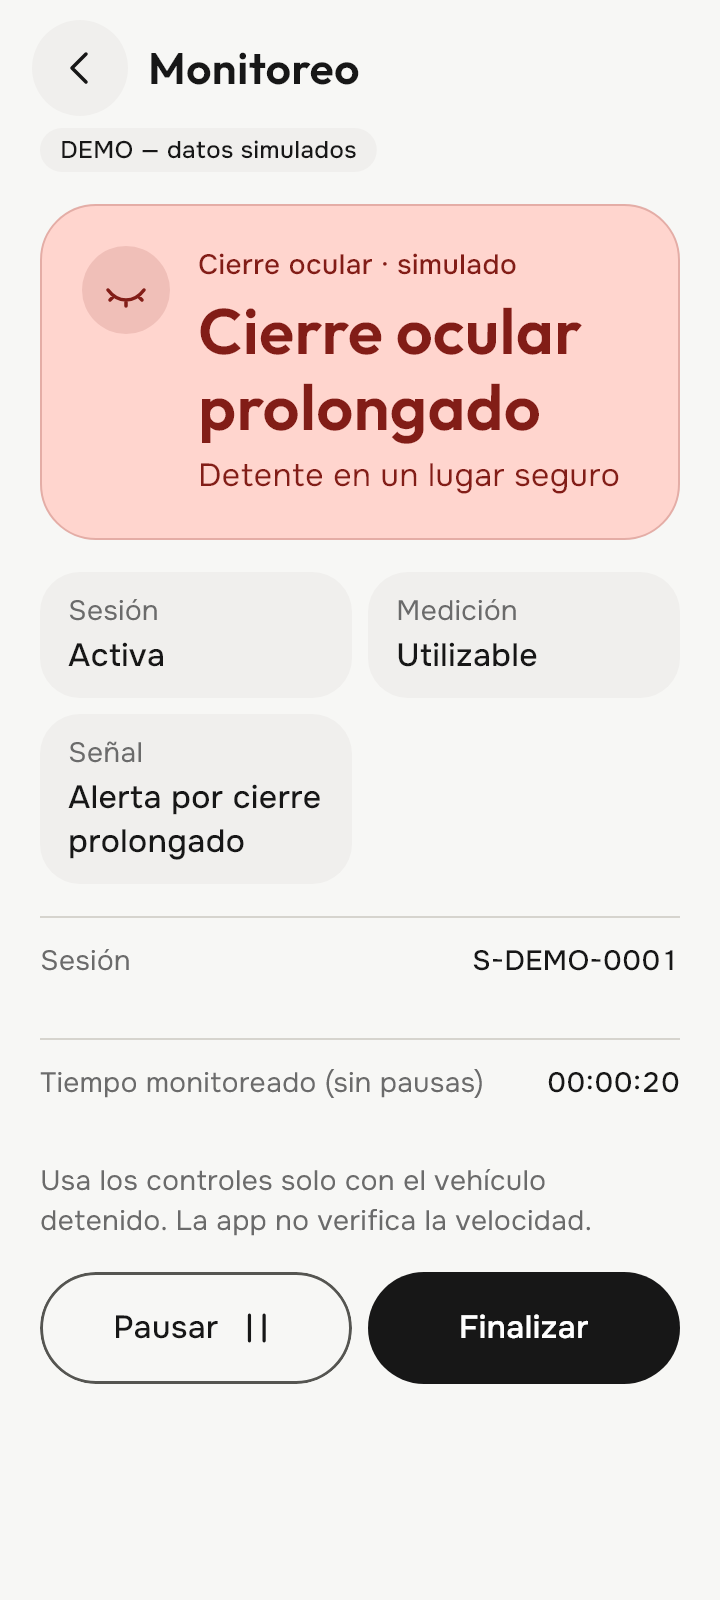 Monitoreo
DEMO — datos simulados
Cierre ocular · simulado
Cierre ocular
prolongado
Detente en un lugar seguro
Sesión
Activa
Medición
Utilizable
Señal
Alerta por cierre
prolongado
Sesión S-DEMO-0001
Tiempo monitoreado (sin pausas) 00:00:20
Usa los controles solo con el vehículo
detenido. La app no verifica la velocidad.
Pausar
Finalizar